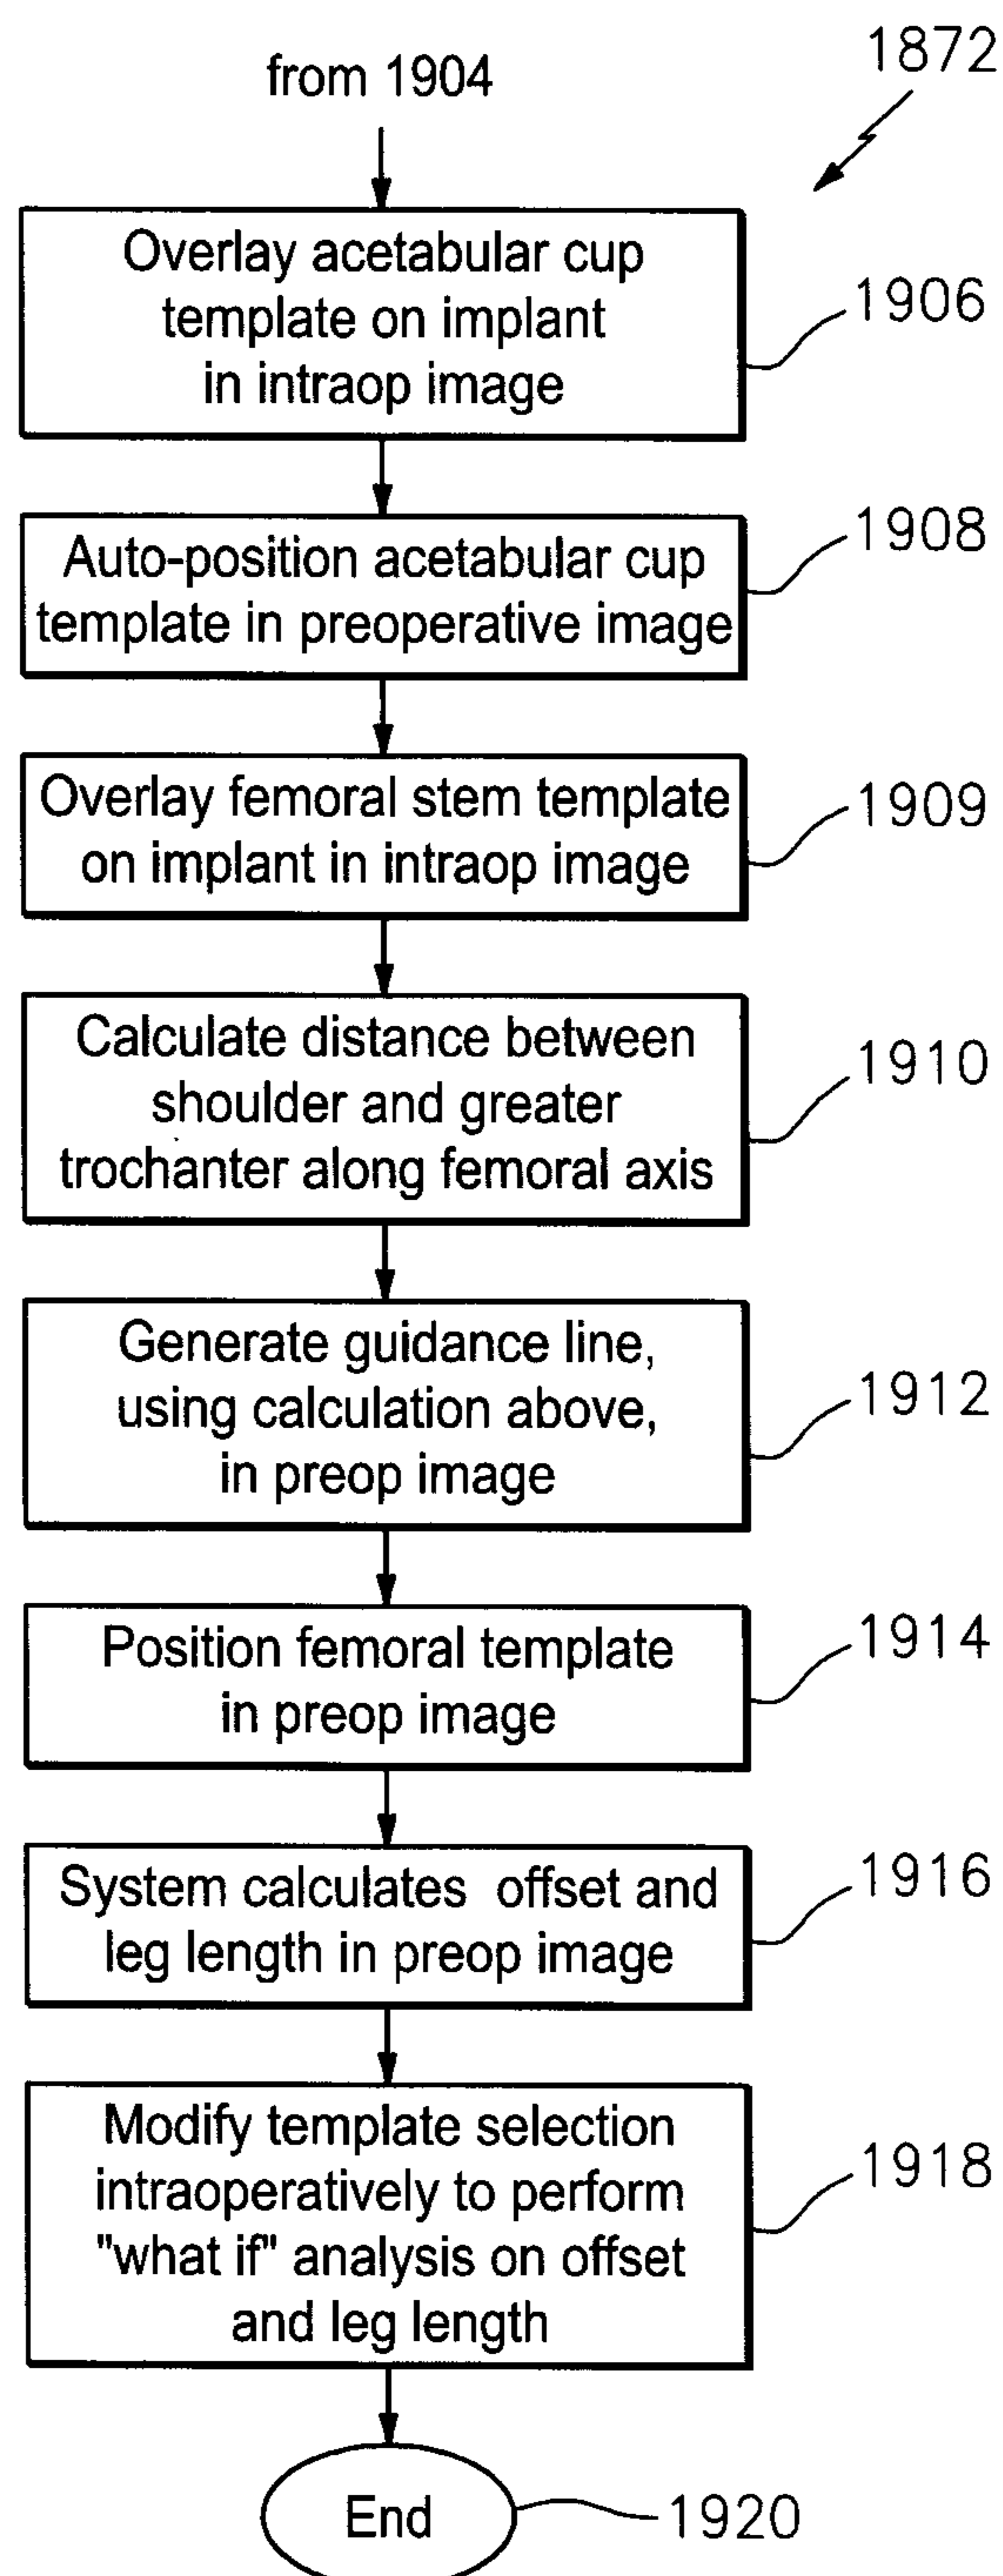 1872
from 1904
Overlay acetabular cup
template on implant
in intraop image
1906
Auto-position acetabular cup
template in preoperative image
1908
Overlay femoral stem template
on implant in intraop image
1909
Calculate distance between
shoulder and greater
trochanter along femoral axis
1910
Generate guidance line,
using calculation above,
in preop image
1912
Position femoral template
in preop image
1914
System calculates offset and
leg length in preop image
1916
Modify template selection
intraoperatively to perform
"what if" analysis on offset
and leg length
1918
End
1920